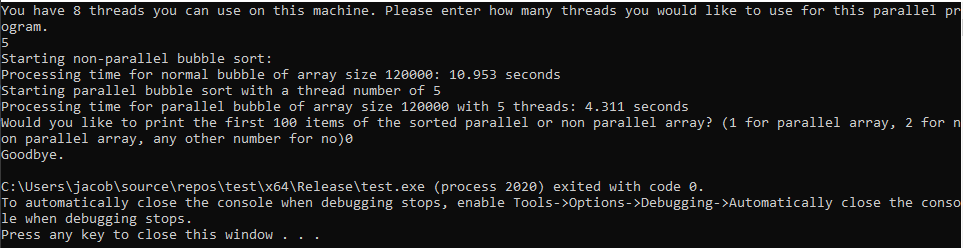 You have 8 threads you can use on this machine. Please enter how many threads you would like to use for this parallel pr
ogram.
5
Starting non-parallel bubble sort:
Processing time for normal bubble of array size 120000: 10.953 seconds
Starting parallel bubble sort with a thread number of 5
Processing time for parallel bubble of array size 120000 with 5 threads: 4.311 seconds
Would you like to print the first 100 items of the sorted parallel or non parallel array? (1 for parallel array, 2 for n
on parallel array, any other number for no)0
Goodbye.
C:\Users\jacob\source\repos\test\x64\Release\test.exe (process 2020) exited with code 0.
To automatically close the console when debugging stops, enable Tools->Options->Debugging->Automatically close the conso
le when debugging stops.
Press any key to close this window . . .